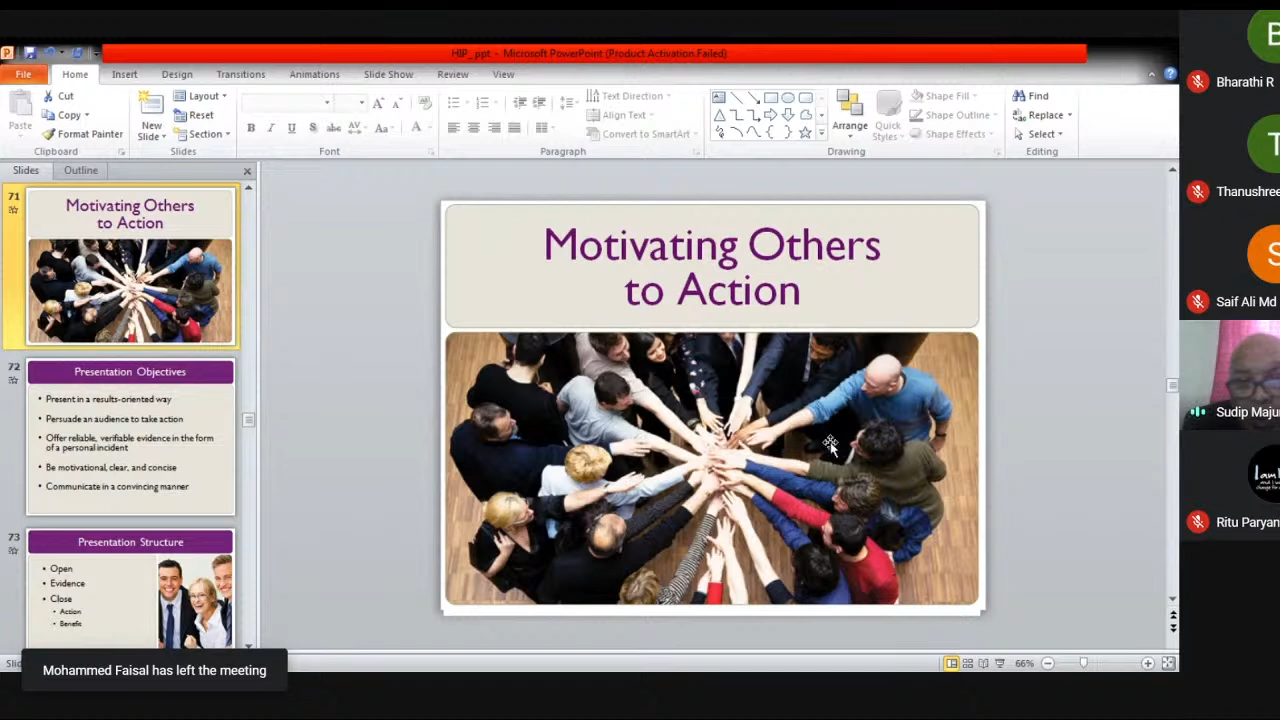 HIP_ppt - Microsoft PowerPoint (Product Activation Failed)
File Home Insert Design Transitions Animations Slide Show Review View
Paste
Cut
Copy
Format Painter
Clipboard
New
Slide
Layout
Reset
Section
Slides
Font
Text Direction
Align Text
Convert to SmartArt
Paragraph
Arrange
Quick
Styles
Shape Fill
Shape Outline
Shape Effects
Drawing
Find
Replace
Select
Editing
Slides Outline
71
Motivating Others
to Action
72
Presentation Objectives
• Present in a results-oriented way
• Persuade an audience to take action
• Offer reliable, verifiable evidence in the form
of a personal incident
• Be motivational, clear, and concise
• Communicate in a convincing manner
73
Presentation Structure
• Open
• Evidence
• Close
• Action
• Benefit
Motivating Others
to Action
66%
Mohammed Faisal has left the meeting
B
Bharathi R
T
Thanushree
S
Saif Ali Md
Sudip Majum
Ritu Paryan